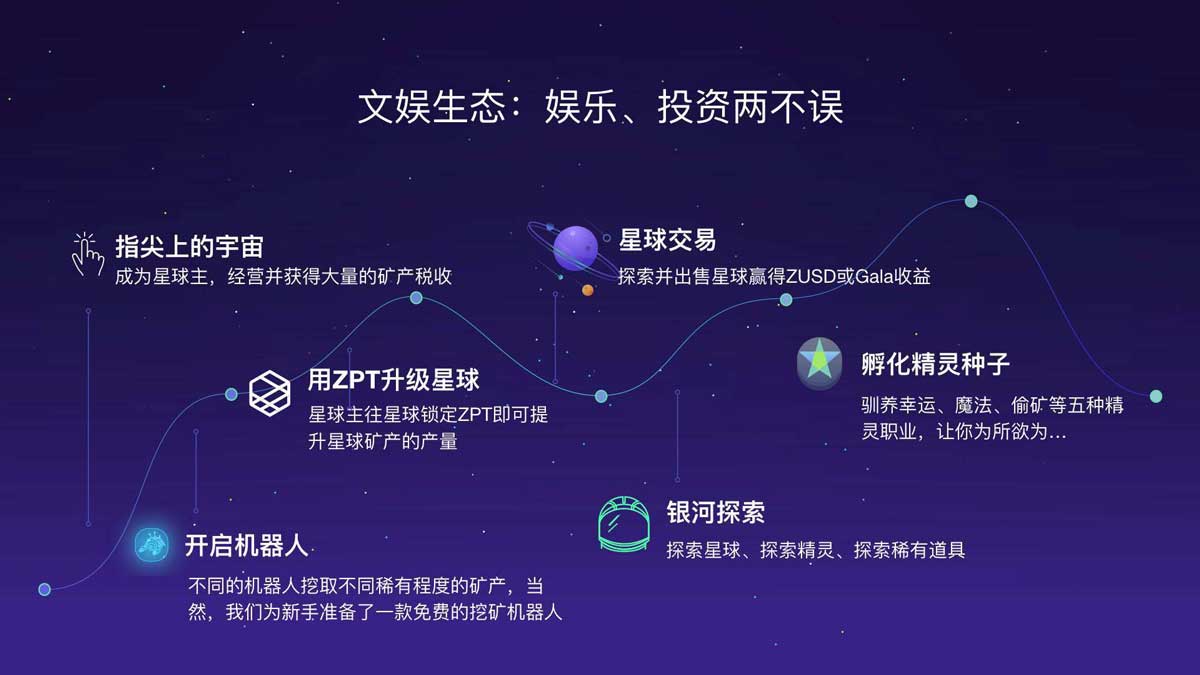 文娱生态：娱乐、投资两不误
指尖上的宇宙
成为星球主，经营并获得大量的矿产税收
星球交易
探索并出售星球赢得ZUSD或Gala收益
用ZPT升级星球
星球主往星球锁定ZPT即可提
升星球矿产的产量
孵化精灵种子
驯养幸运、魔法、偷矿等五种精
灵职业，让你为所欲为...
开启机器人
不同的机器人挖取不同稀有程度的矿产，当
然，我们为新手准备了一款免费的挖矿机器人
银河探索
探索星球、探索精灵、探索稀有道具